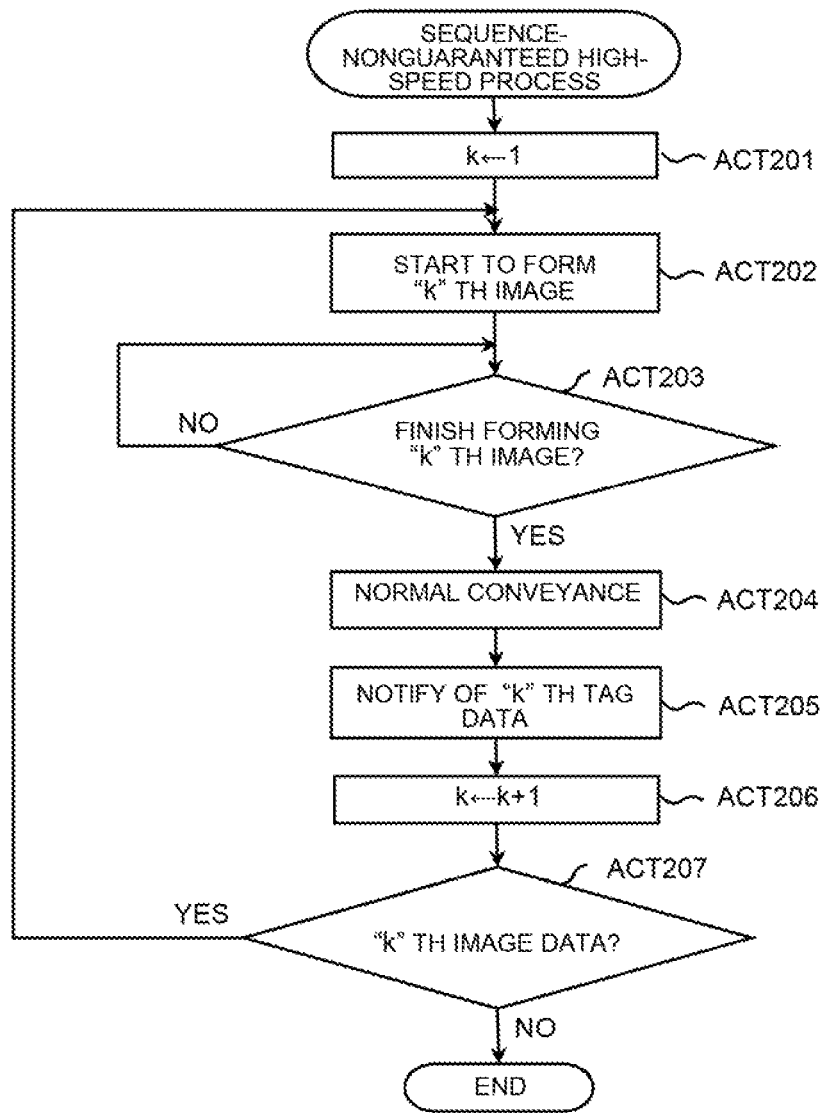 SEQUENCE-
NONGUARANTEED HIGH-
SPEED PROCESS
k←1
ACT201
START TO FORM
“k” TH IMAGE
ACT202
ACT203
NO
FINISH FORMING
“k” TH IMAGE?
YES
NORMAL CONVEYANCE
ACT204
NOTIFY OF “k” TH TAG
DATA
ACT205
k←k+1
ACT206
ACT207
YES
“k” TH IMAGE DATA?
NO
END